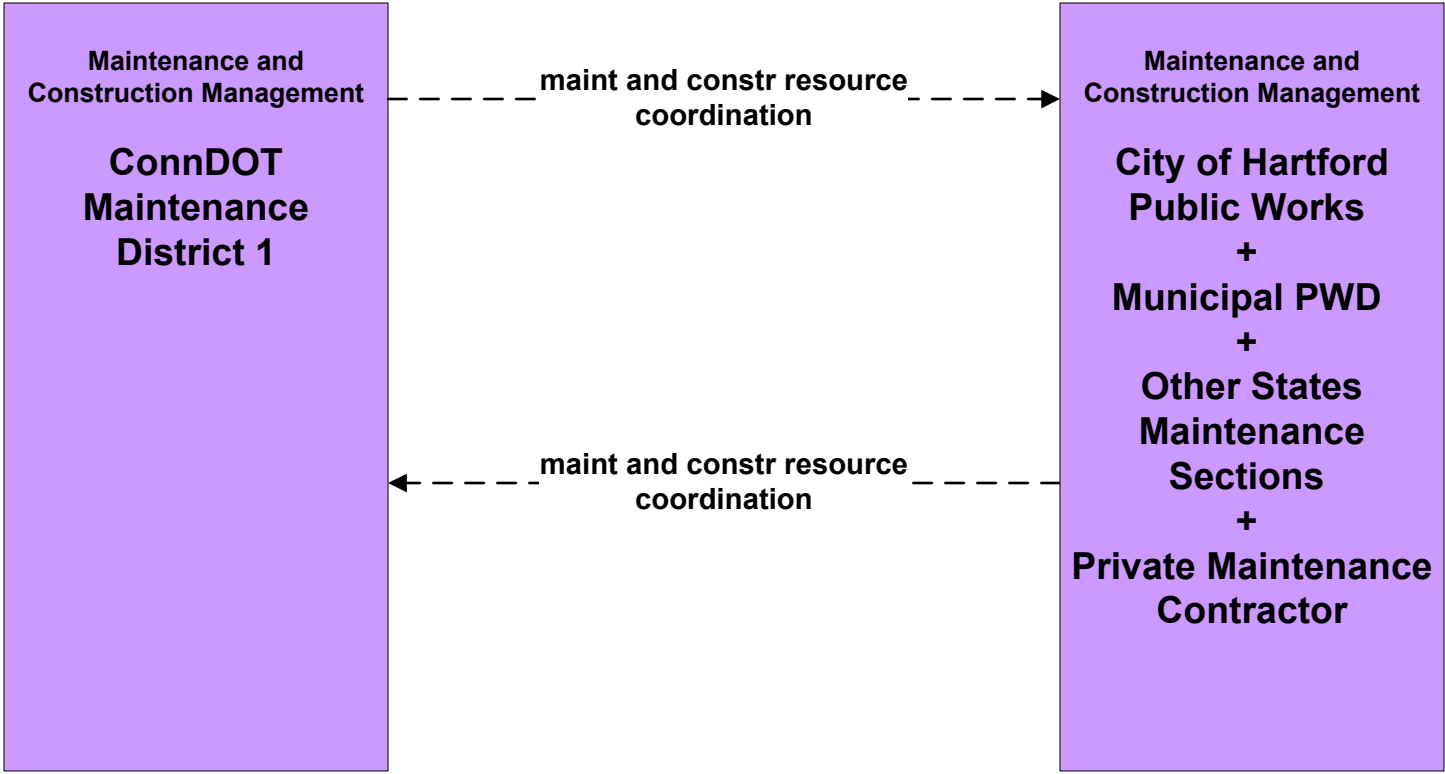 Maintenance and
Construction Management
ConnDOT
Maintenance
District 1
maint and constr resource
coordination
maint and constr resource
coordination
Maintenance and
Construction Management
City of Hartford
Public Works
+
Municipal PWD
+
Other States
Maintenance
Sections
+
Private Maintenance
Contractor